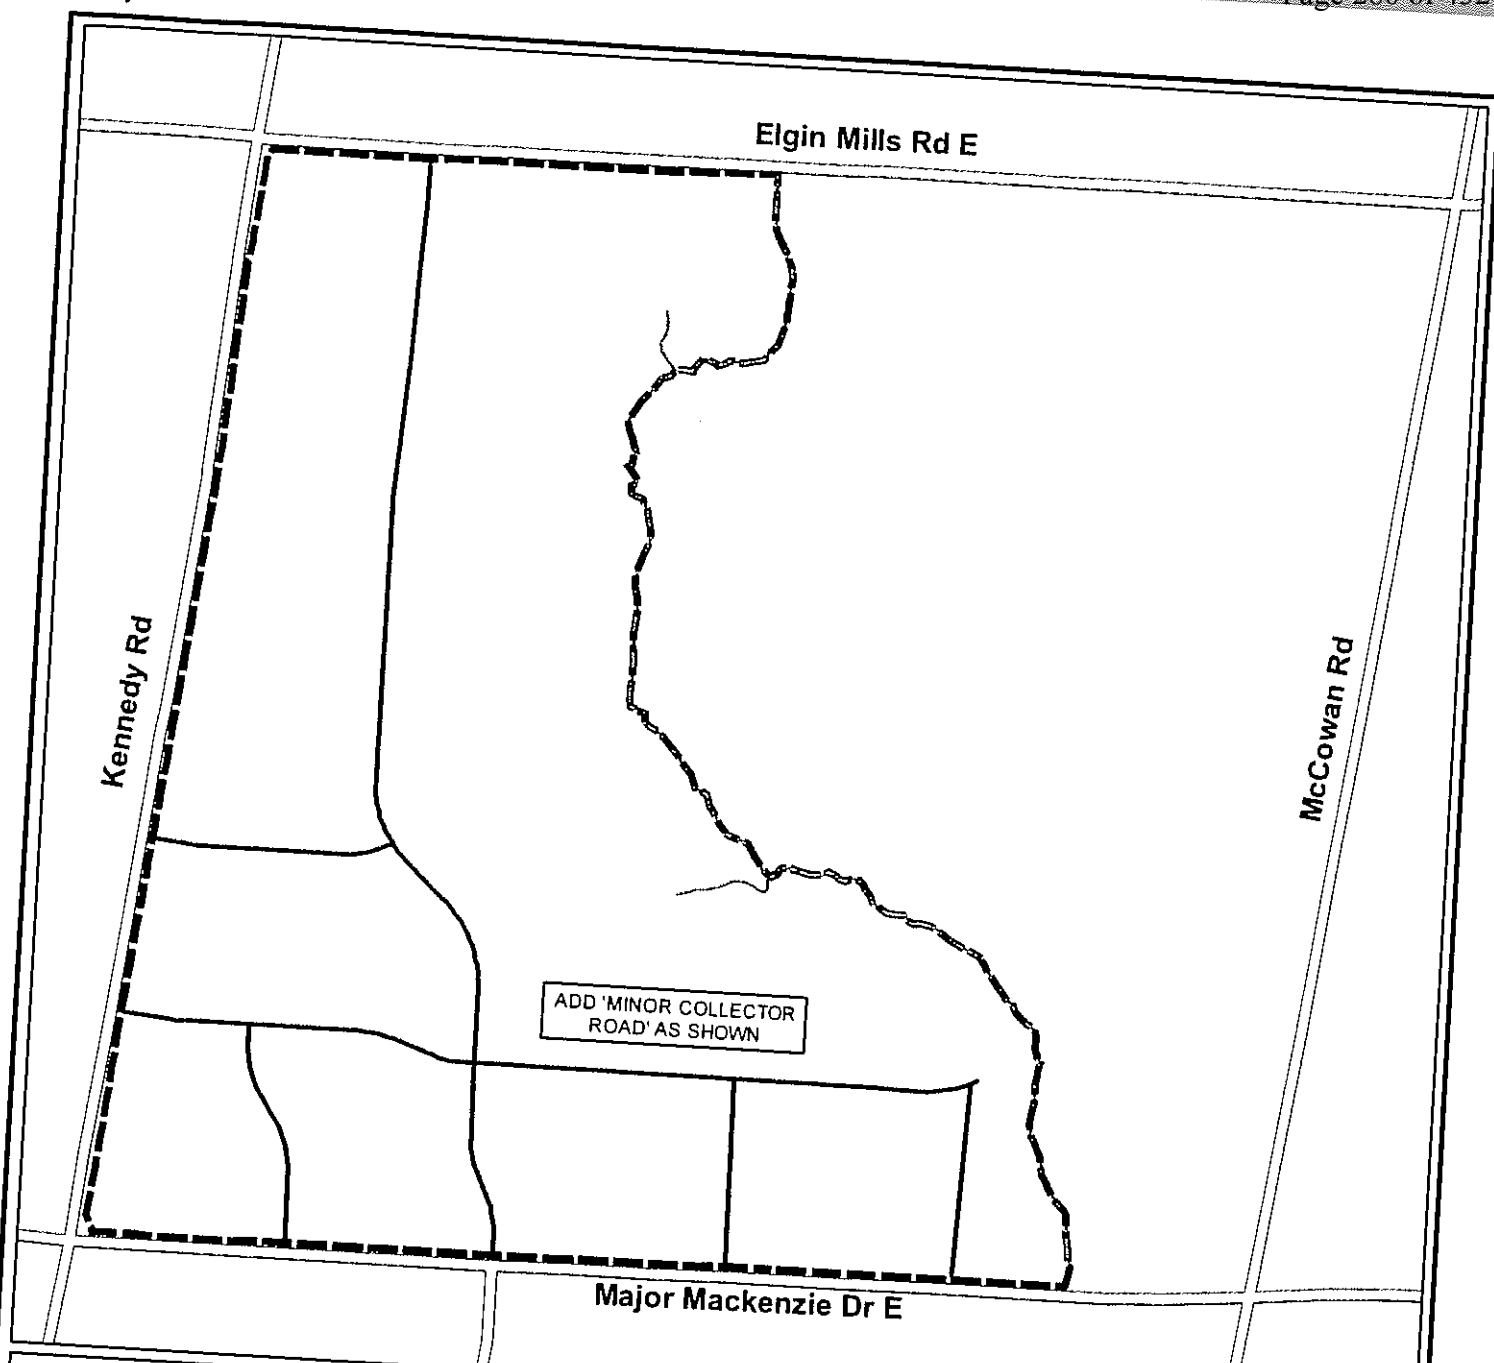 Elgin Mills Rd E
Kennedy Rd
McCowan Rd
ADD 'MINOR COLLECTOR
ROAD' AS SHOWN
Major Mackenzie Dr E